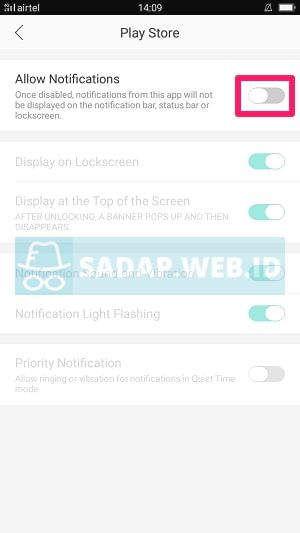 airtel
14:09
Play Store
Allow Notifications
Once disabled, notifications from this app will not
be displayed on the notification bar, status bar or
lockscreen.
Display on Lockscreen
Display at the Top of the Screen
AFTER UNLOCKING, A BANNER POPS UP AND THEN
DISAPPEARS.
SADAR.WEB.ID
Notification Sound and Vibration
Notification Light Flashing
Priority Notification
Allow ringing or vibration for notifications in Quiet Time
mode